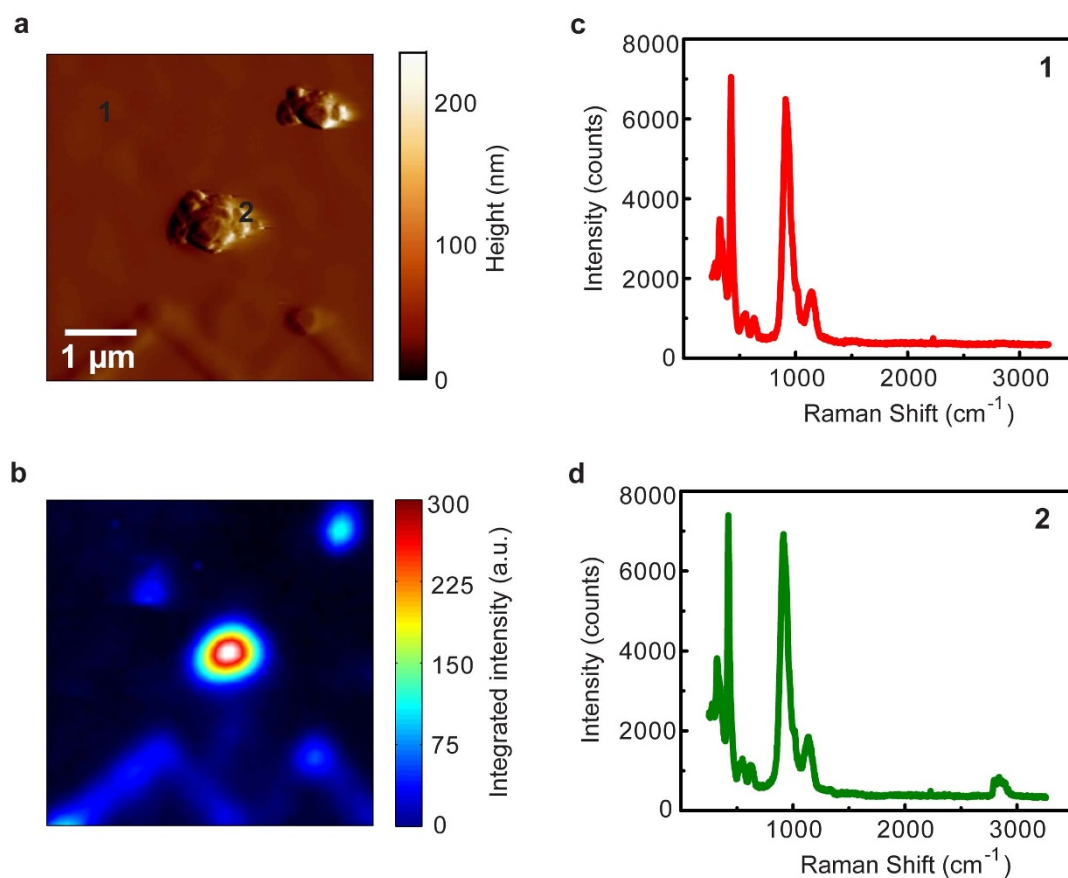 a
1
2
1 μm
200
100
0
Height (nm)
c
8000
6000
4000
2000
0
Intensity (counts)
1
1000
2000
3000
Raman Shift (cm⁻¹)
b
300
225
150
75
0
Integrated intensity (a.u.)
d
8000
6000
4000
2000
0
Intensity (counts)
2
1000
2000
3000
Raman Shift (cm⁻¹)